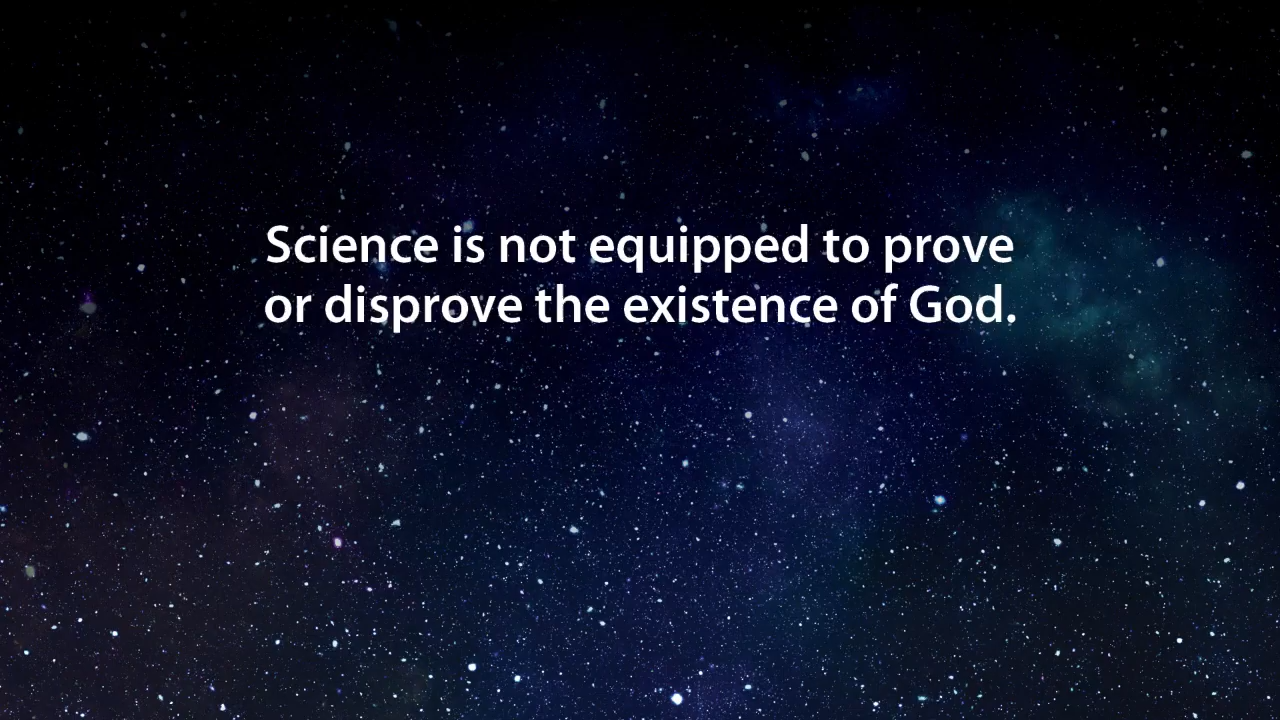 Science is not equipped to prove
or disprove the existence of God.